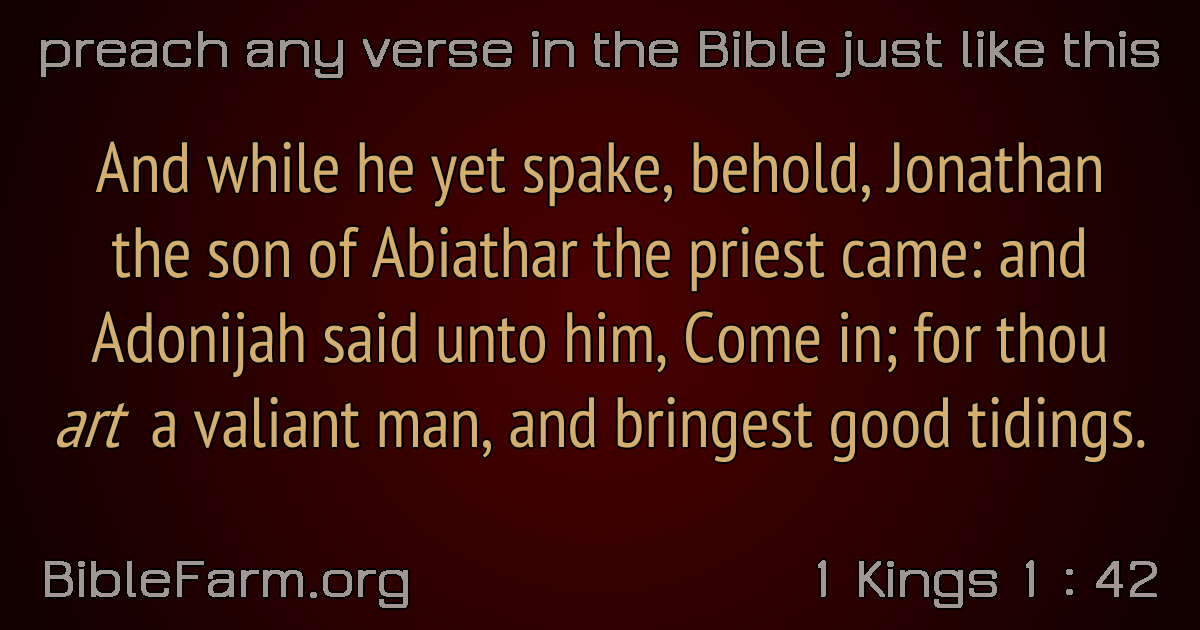 preach any verse in the Bible just like this
And while he yet spake, behold, Jonathan
the son of Abiathar the priest came: and
Adonijah said unto him, Come in; for thou
art a valiant man, and bringest good tidings.
BibleFarm.org
1 Kings 1 : 42